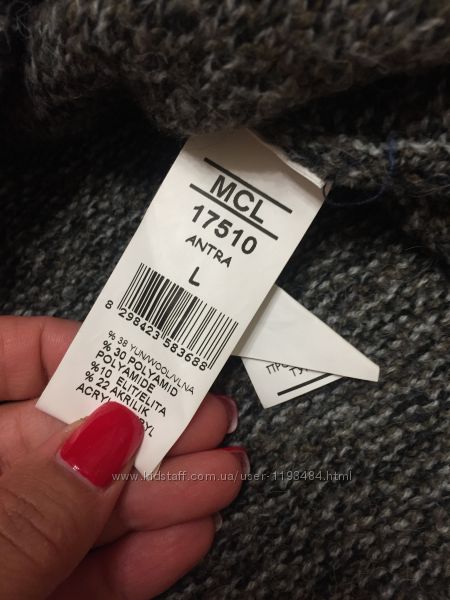 MCL
17510
ANTRA
L
8 298423 583688
% 38 YUN/WOOL/VLNA
% 30 POLYAMID
POLYAMIDE
%10 ELIT/ELITA
% 22 AKRILIK
www.kidstaff.com.ua/user-1193484.html